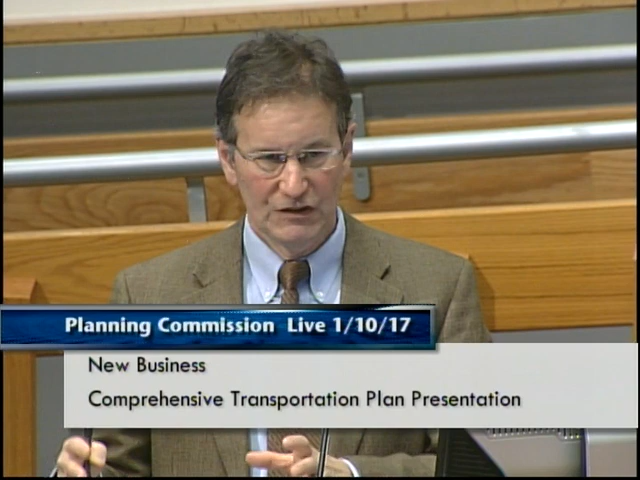 Planning Commission Live 1/10/17
New Business
Comprehensive Transportation Plan Presentation